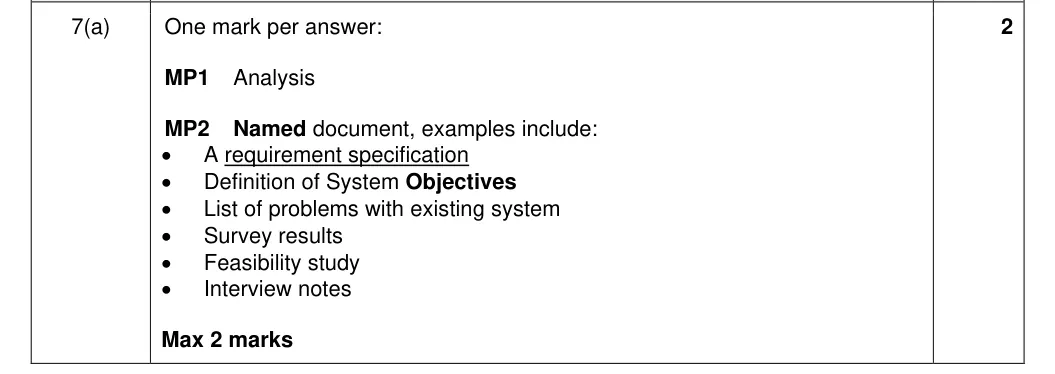 7(a) One mark per answer: 2
MP1 Analysis
MP2 Named document, examples include:
• A requirement specification
• Definition of System Objectives
• List of problems with existing system
• Survey results
• Feasibility study
• Interview notes
Max 2 marks